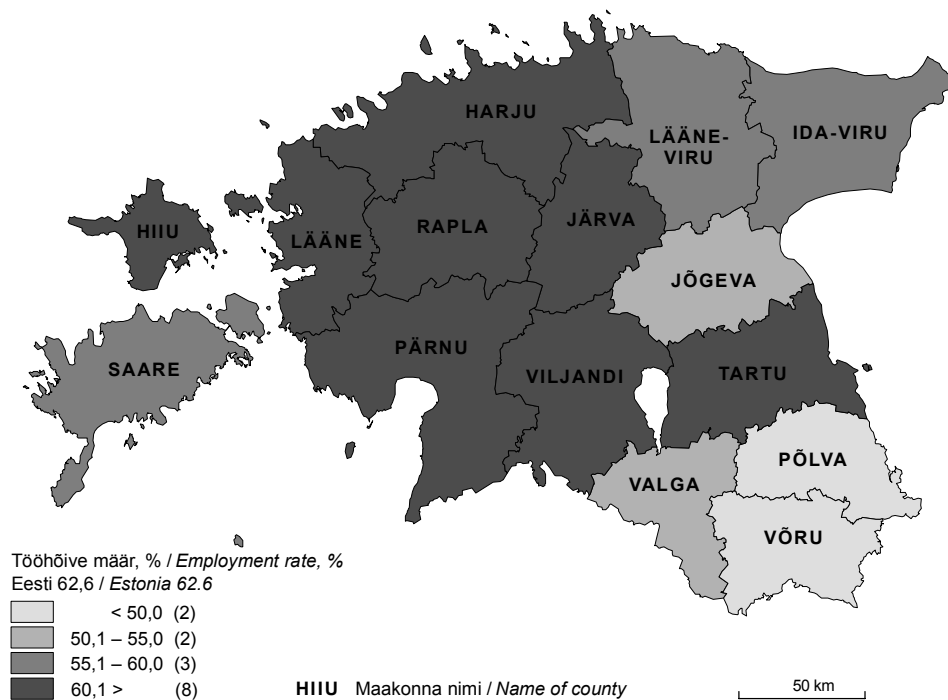 HARJU
LÄÄNE-
VIRU
IDA-VIRU
HIIU
LÄÄNE
RAPLA
JÄRVA
JÕGEVA
SAARE
PÄRNU
VILJANDI
TARTU
VALGA
PÕLVA
VÕRU
Tööhõive määr, % / Employment rate, %
Eesti 62,6 / Estonia 62.6
< 50,0 (2)
50,1 – 55,0 (2)
55,1 – 60,0 (3)
60,1 > (8)
HIIU Maakonna nimi / Name of county
50 km